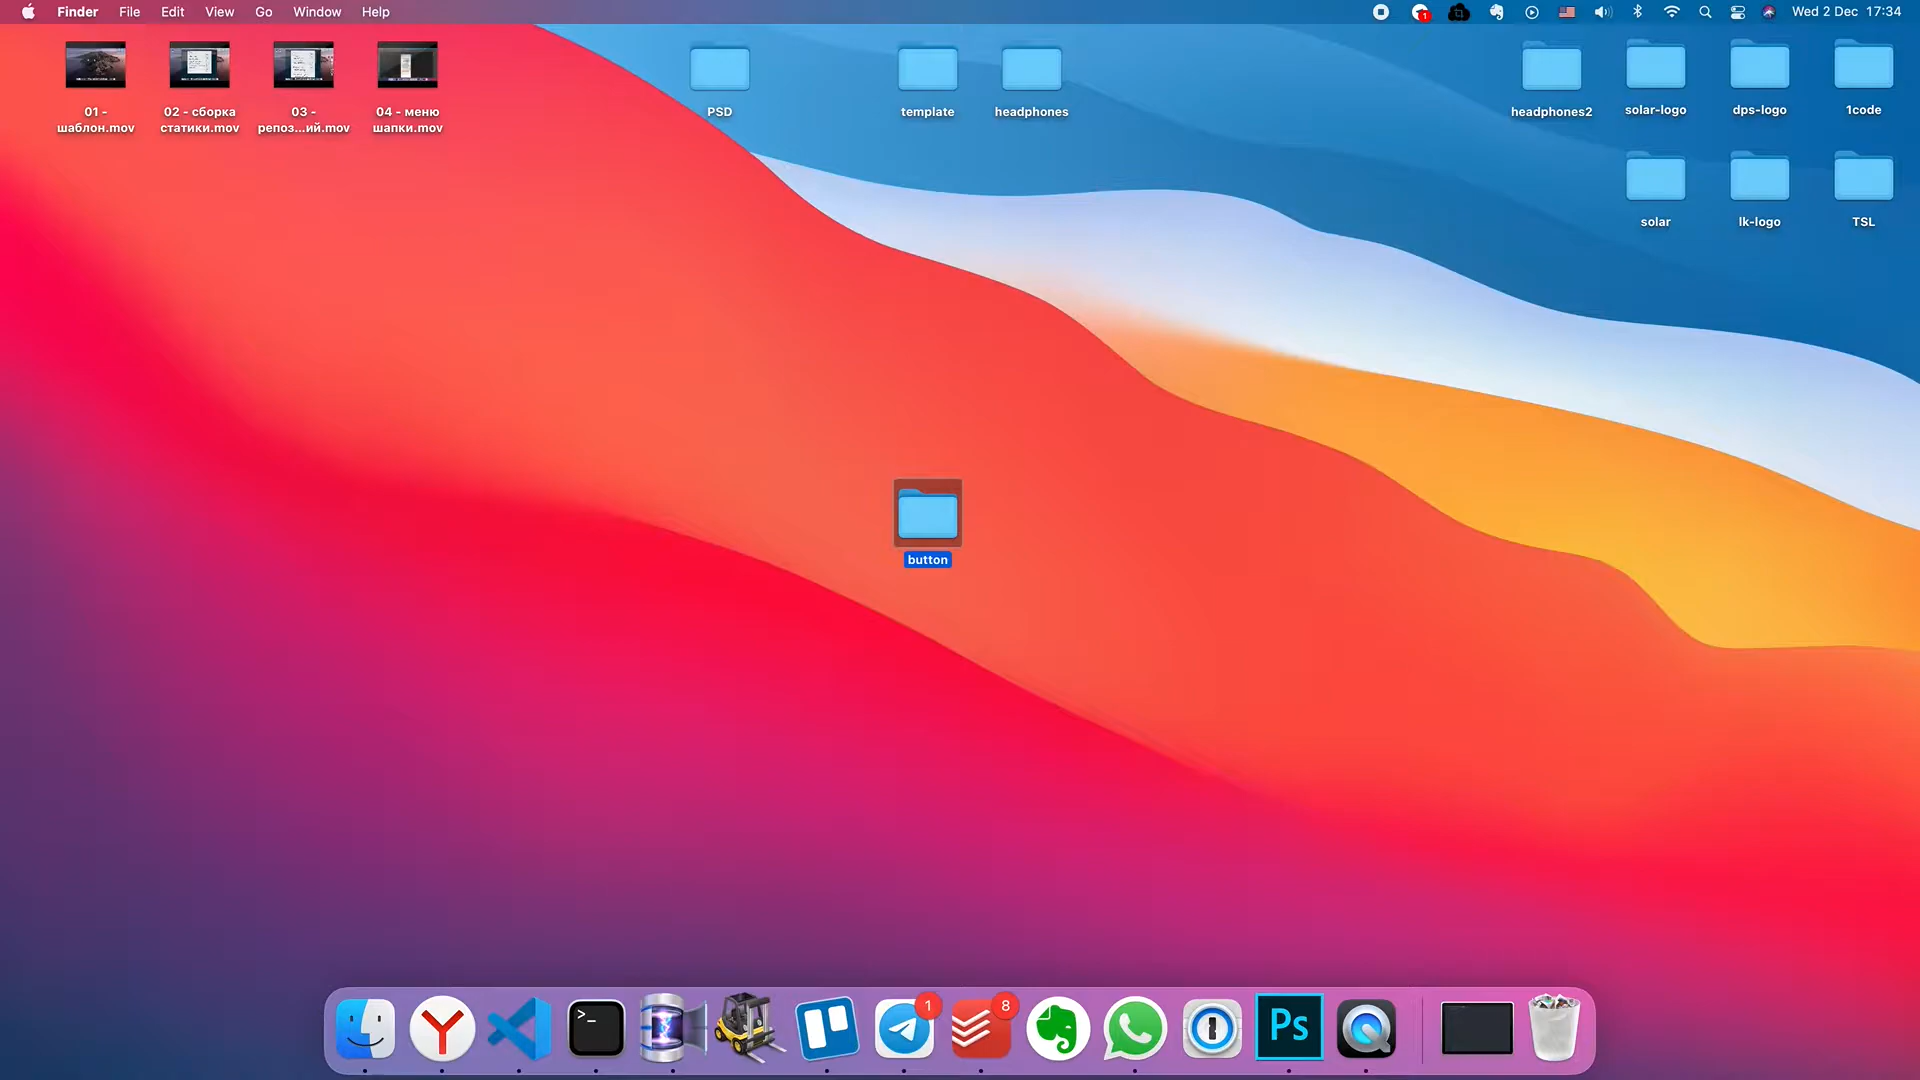 Finder File Edit View Go Window Help
1
Wed 2 Dec 17:34
01 -
шаблон.mov
02 - сборка
статики.mov
03 -
репоз...ий.mov
04 - меню
шапки.mov
PSD
template
headphones
headphones2
solar-logo
dps-logo
1code
solar
lk-logo
TSL
button
>_
1
8
Ps